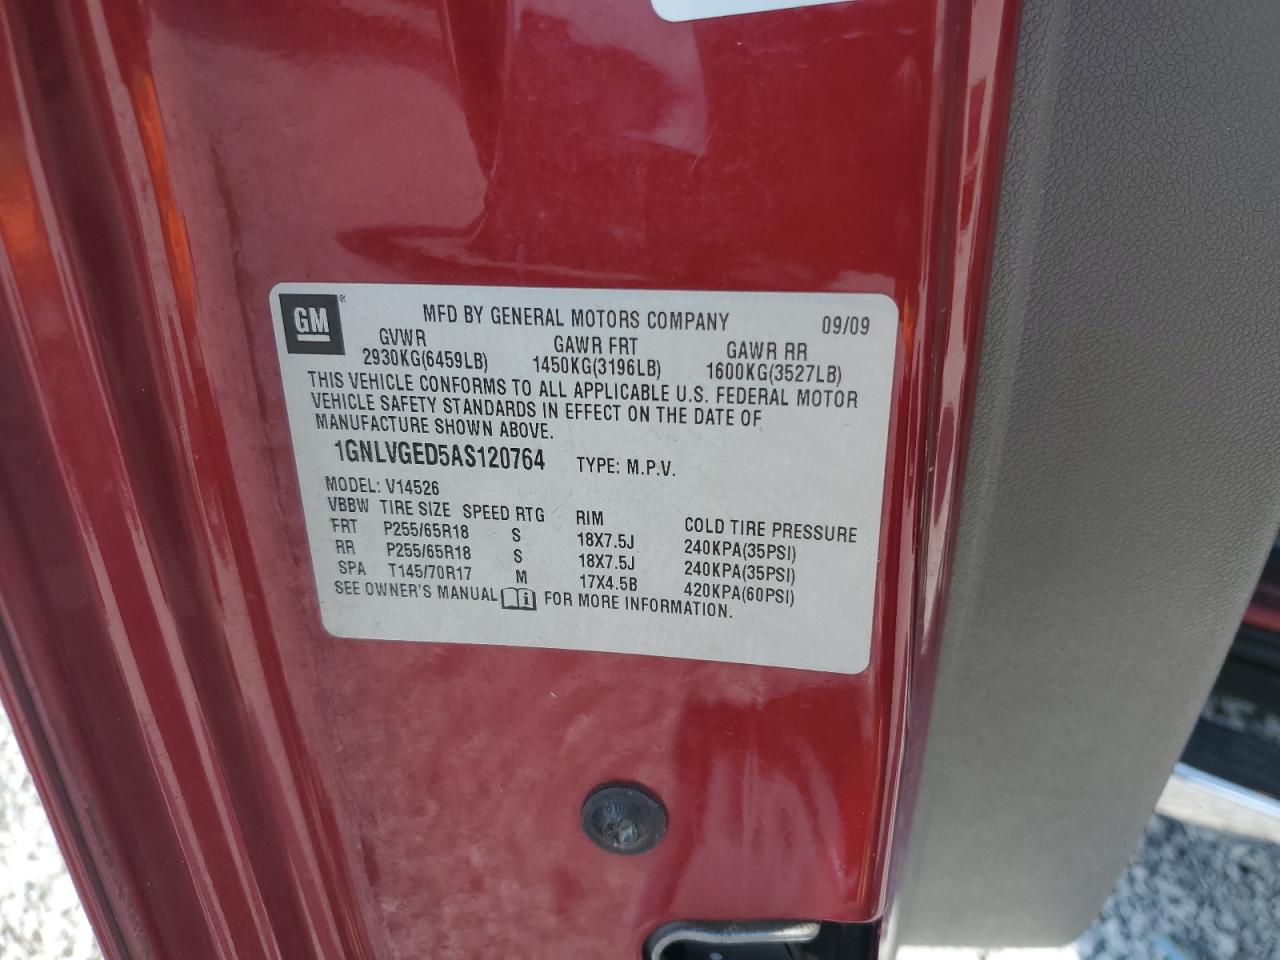 GM ® MFD BY GENERAL MOTORS COMPANY 09/09
GVWR GAWR FRT GAWR RR
2930KG(6459LB) 1450KG(3196LB) 1600KG(3527LB)
THIS VEHICLE CONFORMS TO ALL APPLICABLE U.S. FEDERAL MOTOR
VEHICLE SAFETY STANDARDS IN EFFECT ON THE DATE OF
MANUFACTURE SHOWN ABOVE.
1GNLVGED5AS120764 TYPE: M.P.V.
MODEL: V14526
VBBW TIRE SIZE SPEED RTG RIM COLD TIRE PRESSURE
FRT P255/65R18 S 18X7.5J 240KPA(35PSI)
RR P255/65R18 S 18X7.5J 240KPA(35PSI)
SPA T145/70R17 M 17X4.5B 420KPA(60PSI)
SEE OWNER'S MANUAL i FOR MORE INFORMATION.